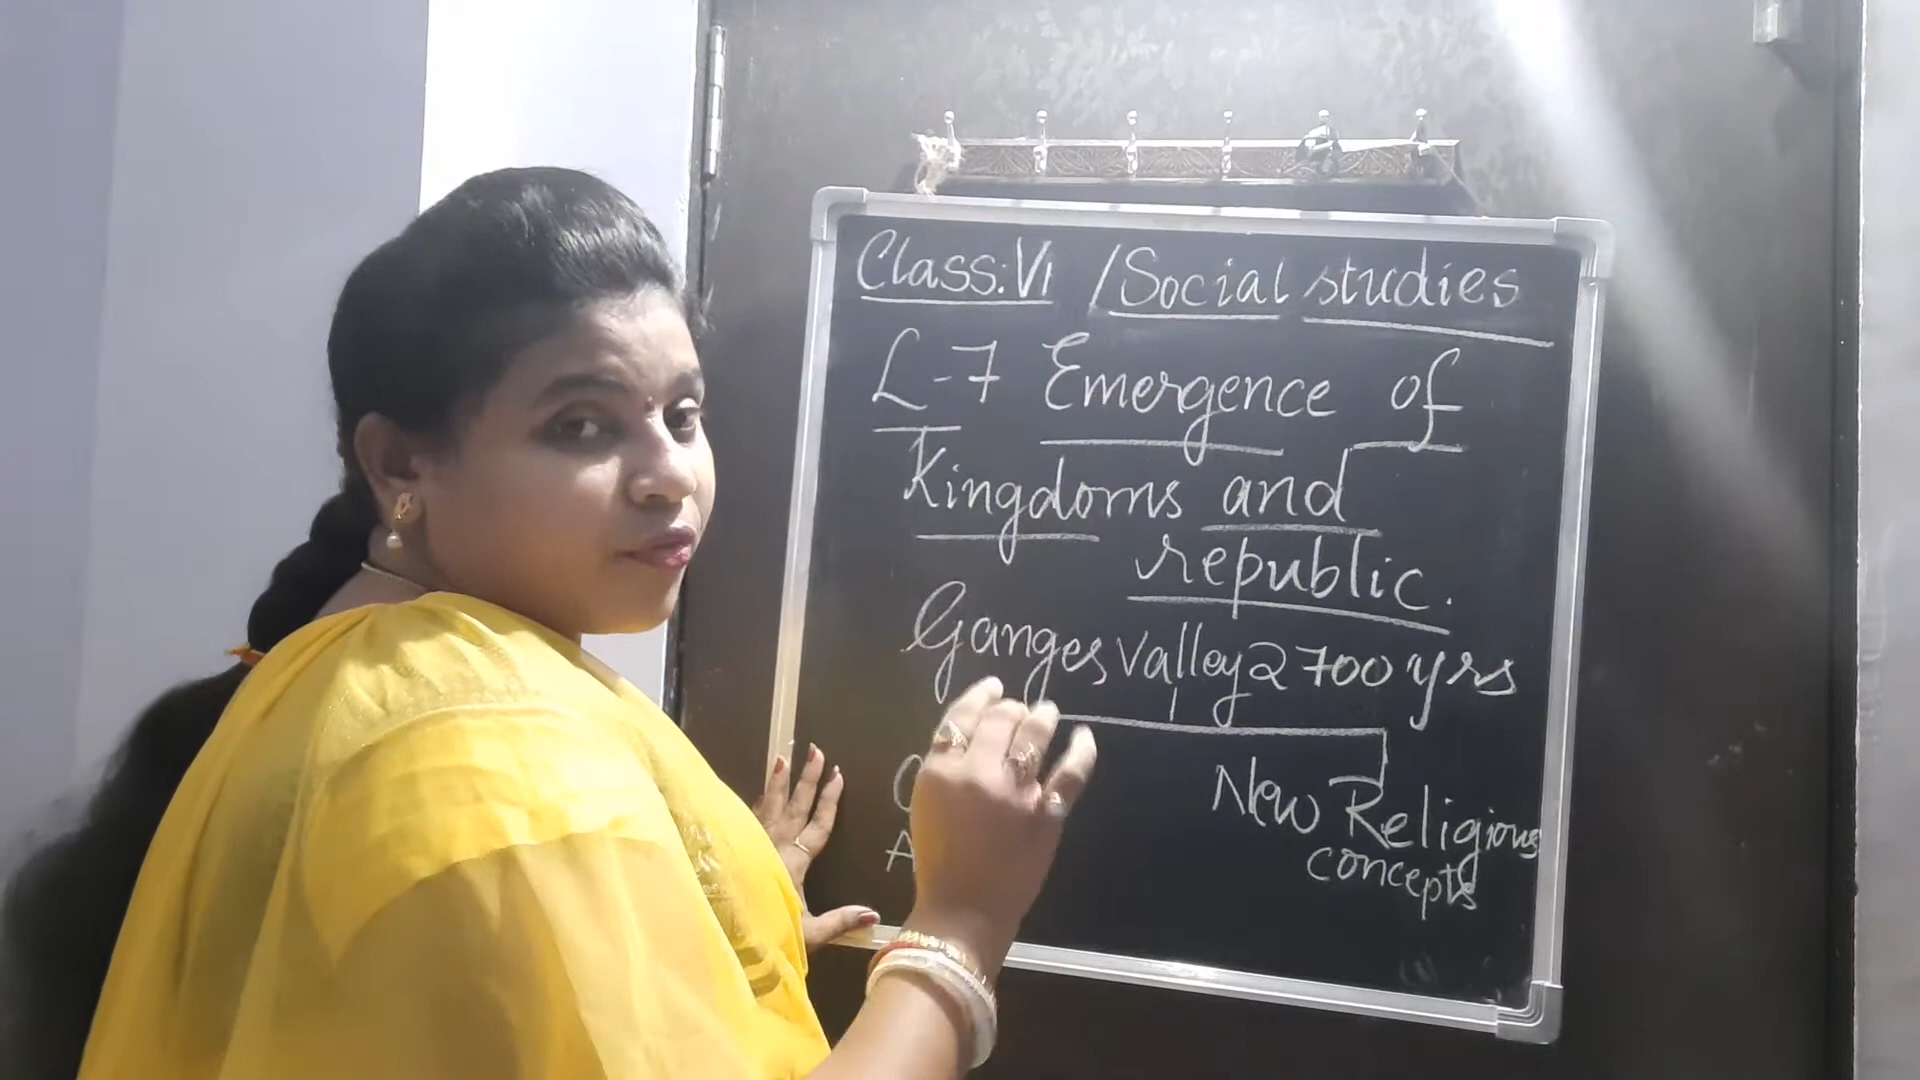 Class: VI / Social studies
L-7 Emergence of
Kingdoms and
republic.
Ganges Valley 2700 yrs
New Religious
concepts